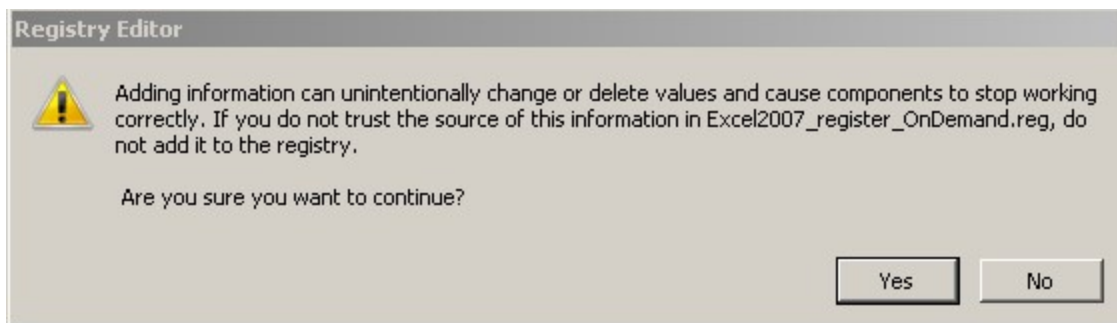 Registry Editor
Adding information can unintentionally change or delete values and cause components to stop working
correctly. If you do not trust the source of this information in Excel2007_register_OnDemand.reg, do
not add it to the registry.
Are you sure you want to continue?
Yes
No